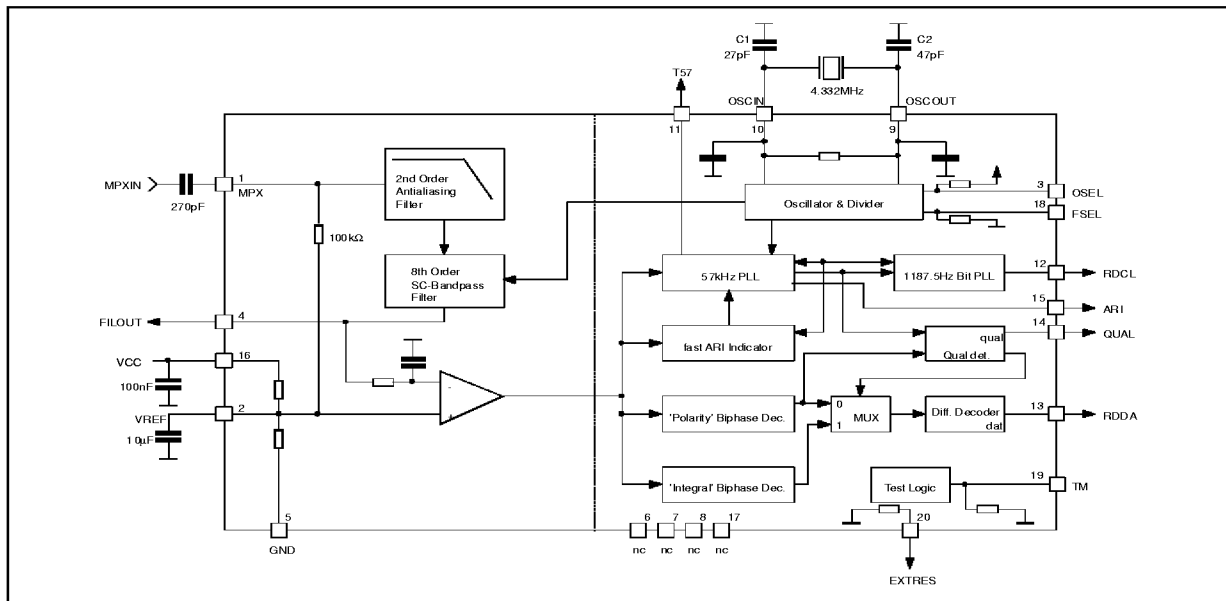 C1
27pF
C2
47pF
4.332MHz
T57
OSCIN
OSCOUT
11
10
9
MPXIN
270pF
1
MPX
2nd Order
Antialiasing
Filter
100kΩ
8th Order
SC-Bandpass
Filter
Oscillator & Divider
3
OSEL
18
FSEL
57kHz PLL
1187.5Hz Bit PLL
12
RDCL
15
ARI
14
QUAL
FILOUT
4
fast ARI Indicator
qual
Qual det.
VCC
16
100nF
VREF
2
10µF
-
+
'Polarity' Biphase Dec.
0
1
MUX
Diff. Decoder
dat
13
RDDA
'Integral' Biphase Dec.
Test Logic
19
TM
5
GND
6
7
8
17
nc
nc
nc
nc
20
EXTRES